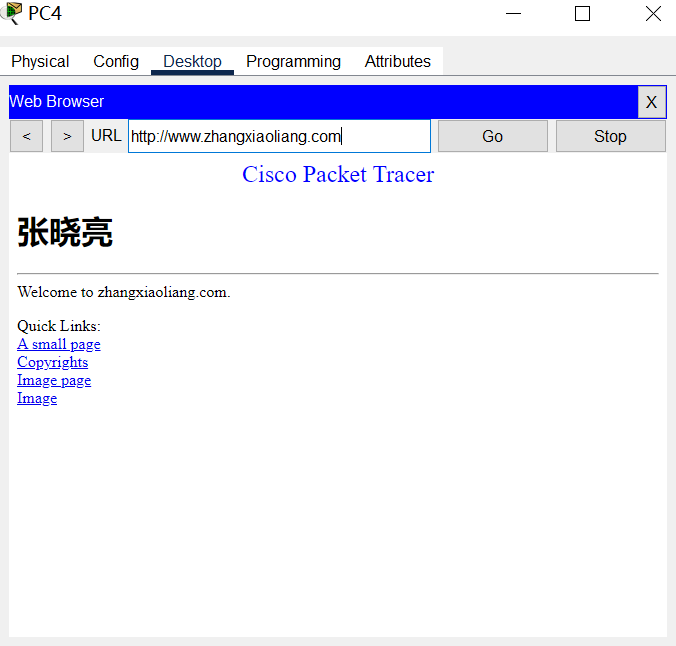 PC4
Physical Config Desktop Programming Attributes
Web Browser X
< > URL http://www.zhangxiaoliang.com Go Stop
Cisco Packet Tracer
张晓亮
Welcome to zhangxiaoliang.com.
Quick Links:
A small page
Copyrights
Image page
Image